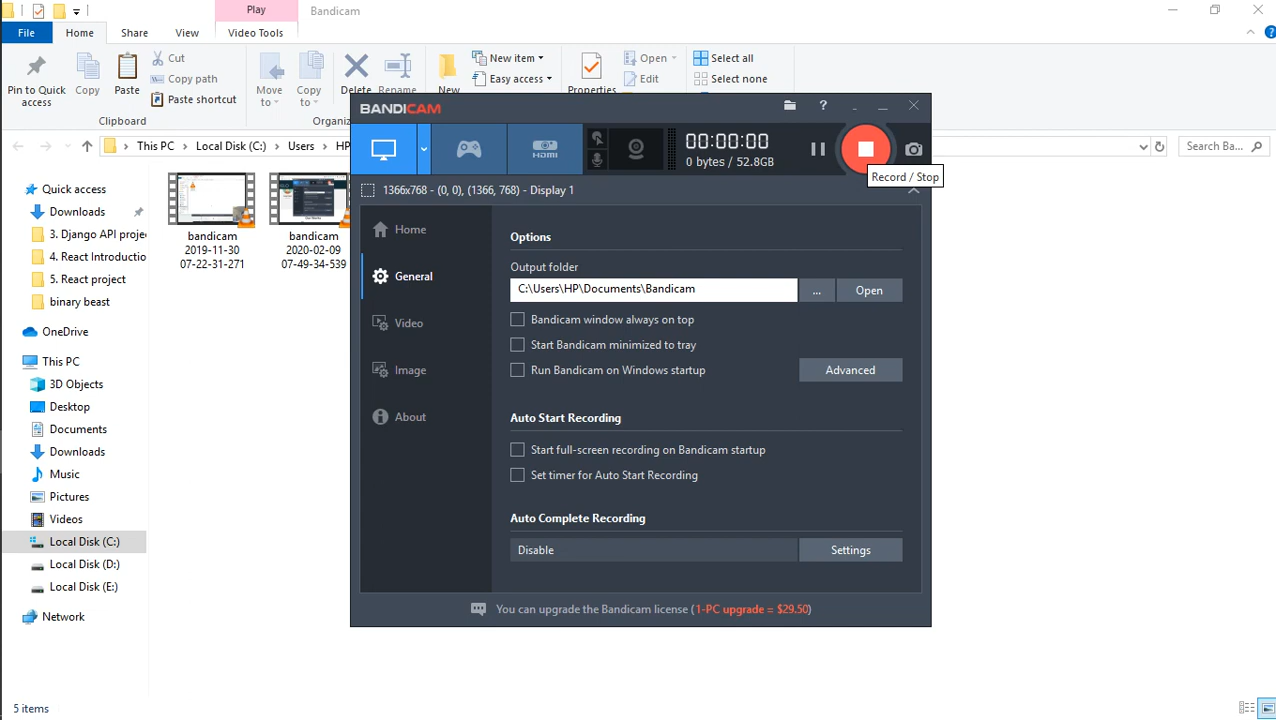 Play
Bandicam
File
Home
Share
View
Video Tools
Pin to Quick
access
Copy
Paste
Cut
Copy path
Paste shortcut
Clipboard
Move
to
Copy
to
Delete
Rename
Organiz
New
New item
Easy access
Properties
Open
Edit
Select all
Select none
This PC
Local Disk (C:)
Users
HP
Search Ba...
Quick access
Downloads
3. Django API proje
4. React Introductio
5. React project
binary beast
OneDrive
This PC
3D Objects
Desktop
Documents
Downloads
Music
Pictures
Videos
Local Disk (C:)
Local Disk (D:)
Local Disk (E:)
Network
5 items
bandicam
2019-11-30
07-22-31-271
bandicam
2020-02-09
07-49-34-539
BANDICAM
?
HDMI
00:00:00
0 bytes / 52.8GB
Record / Stop
1366x768 - (0, 0), (1366, 768) - Display 1
Home
General
Video
Image
About
Options
Output folder
C:\Users\HP\Documents\Bandicam
...
Open
Bandicam window always on top
Start Bandicam minimized to tray
Run Bandicam on Windows startup
Advanced
Auto Start Recording
Start full-screen recording on Bandicam startup
Set timer for Auto Start Recording
Auto Complete Recording
Disable
Settings
You can upgrade the Bandicam license (1-PC upgrade = $29.50)